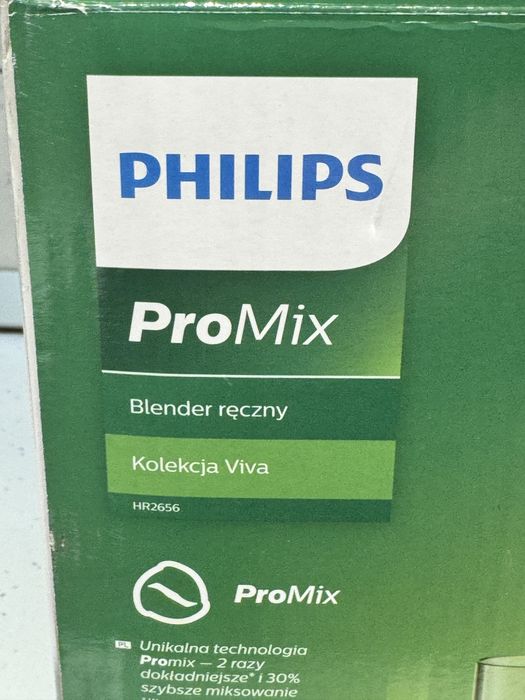 PHILIPS
ProMix
Blender ręczny
Kolekcja Viva
HR2656
ProMix
PL Unikalna technologia
Promix — 2 razy
dokładniejsze* i 30%
szybsze miksowanie